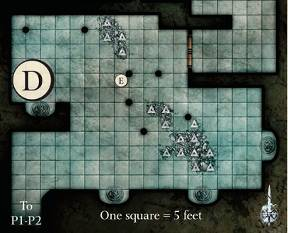 E
D
To
P1-P2
One square = 5 feet